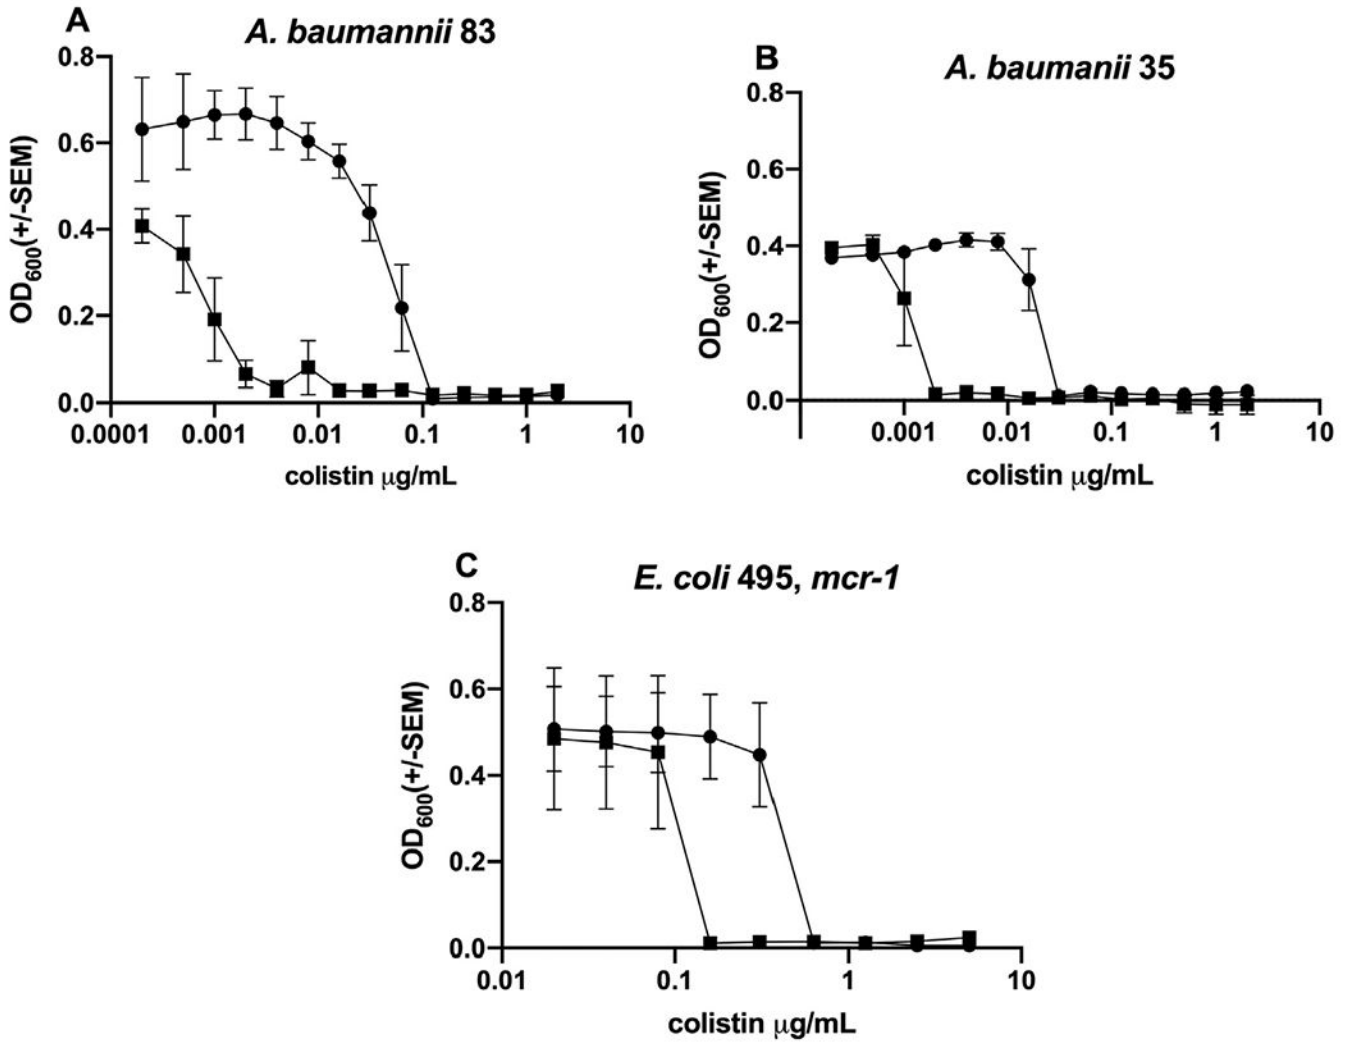 A
A. baumannii 83
0.8
0.6
0.4
0.2
0.0
OD600(+/-SEM)
0.0001 0.001 0.01 0.1 1 10
colistin μg/mL
B
A. baumanii 35
0.8
0.6
0.4
0.2
0.0
OD600(+/-SEM)
0.001 0.01 0.1 1 10
colistin μg/mL
C
E. coli 495, mcr-1
0.8
0.6
0.4
0.2
0.0
OD600(+/-SEM)
0.01 0.1 1 10
colistin μg/mL